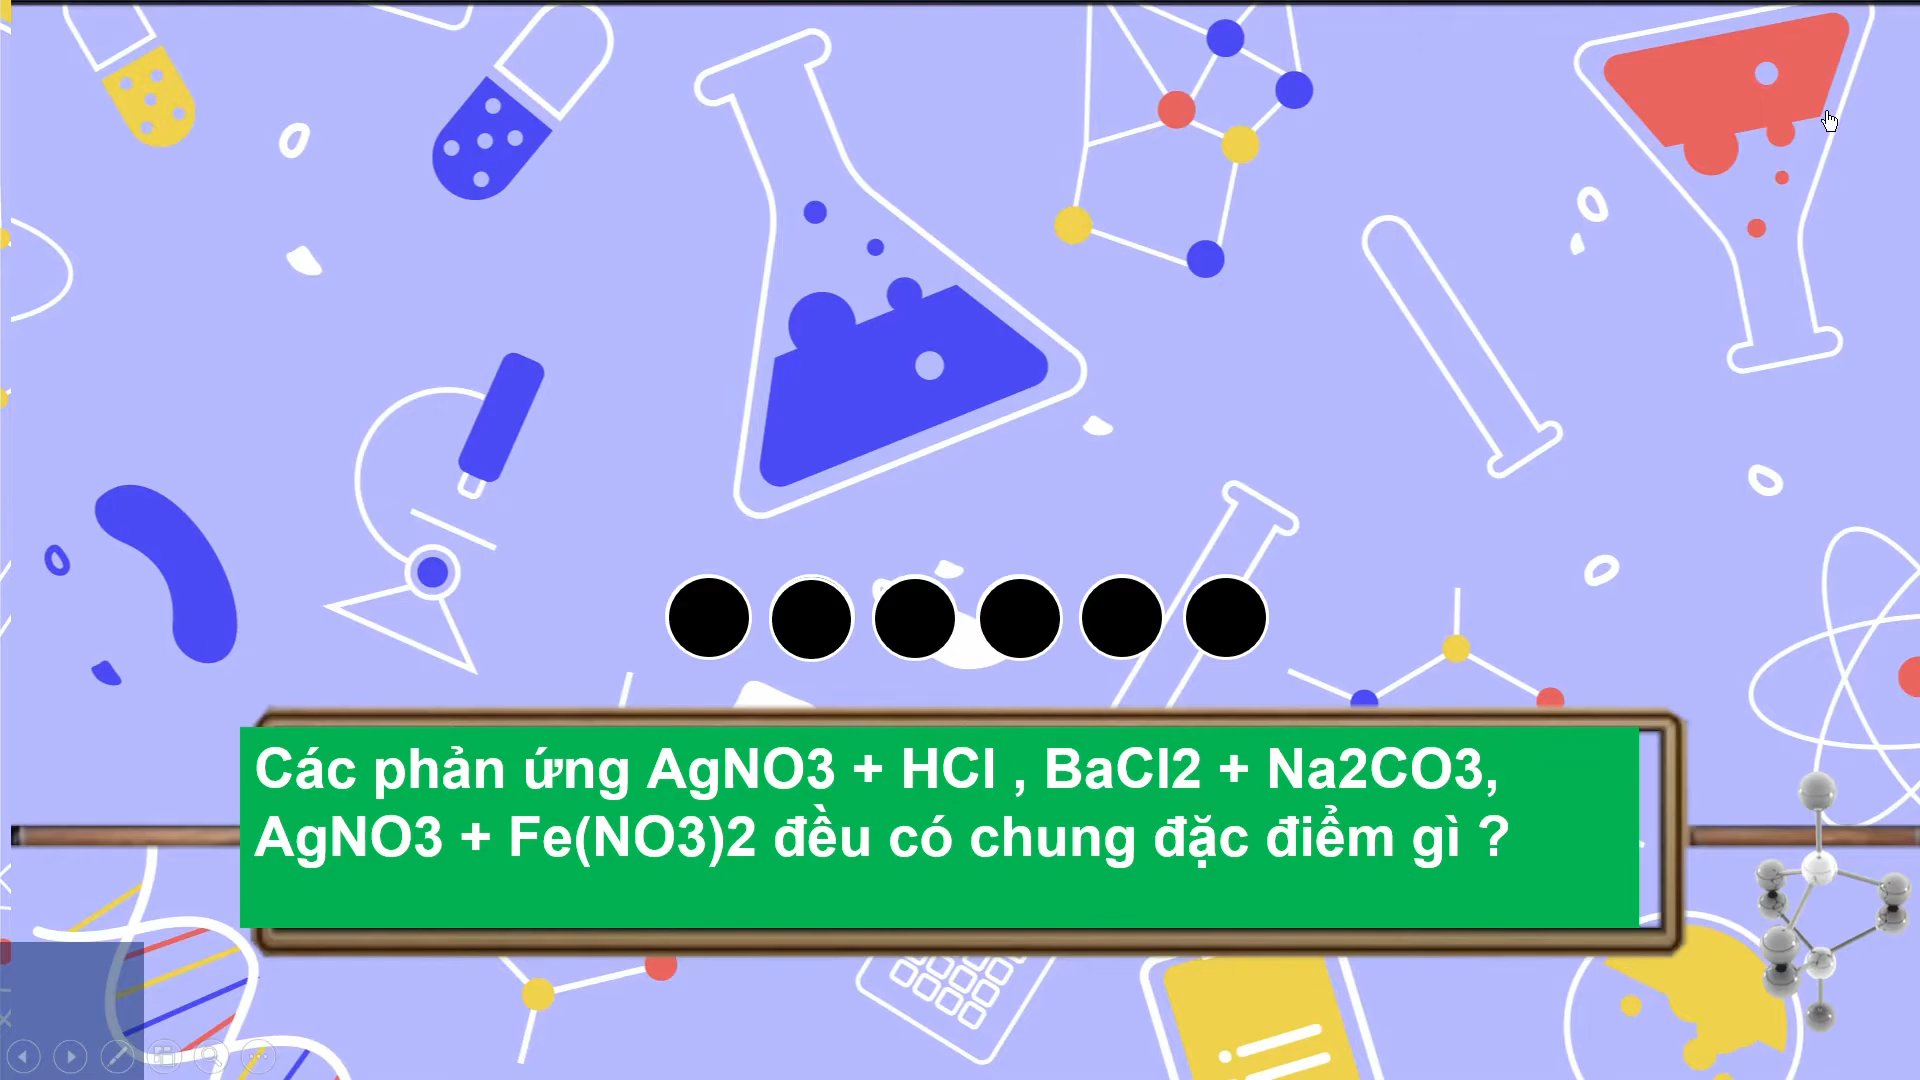 Các phản ứng AgNO3 + HCl , BaCl2 + Na2CO3,
AgNO3 + Fe(NO3)2 đều có chung đặc điểm gì ?